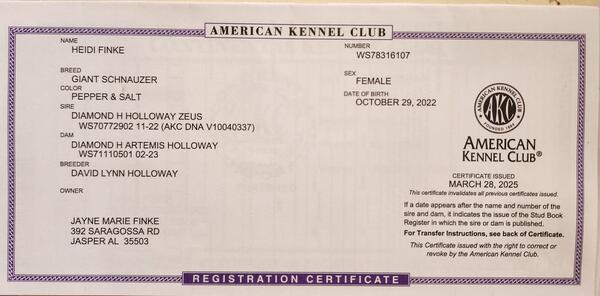 AMERICAN KENNEL CLUB
NAME
HEIDI FINKE
NUMBER
WS78316107
BREED
GIANT SCHNAUZER
SEX
FEMALE
COLOR
PEPPER & SALT
DATE OF BIRTH
OCTOBER 29, 2022
SIRE
DIAMOND H HOLLOWAY ZEUS
WS70772902 11-22 (AKC DNA V10040337)
DAM
DIAMOND H ARTEMIS HOLLOWAY
WS71110501 02-23
BREEDER
DAVID LYNN HOLLOWAY
OWNER
JAYNE MARIE FINKE
392 SARAGOSSA RD
JASPER AL 35503
AMERICAN KENNEL CLUB
AKC
FOUNDED 1884
AMERICAN
KENNEL CLUB®
CERTIFICATE ISSUED
MARCH 28, 2025
This certificate invalidates all previous certificates issued.
If a date appears after the name and number of the
sire and dam, it indicates the issue of the Stud Book
Register in which the sire or dam is published.
For Transfer Instructions, see back of Certificate.
This Certificate issued with the right to correct or
revoke by the American Kennel Club.
REGISTRATION CERTIFICATE